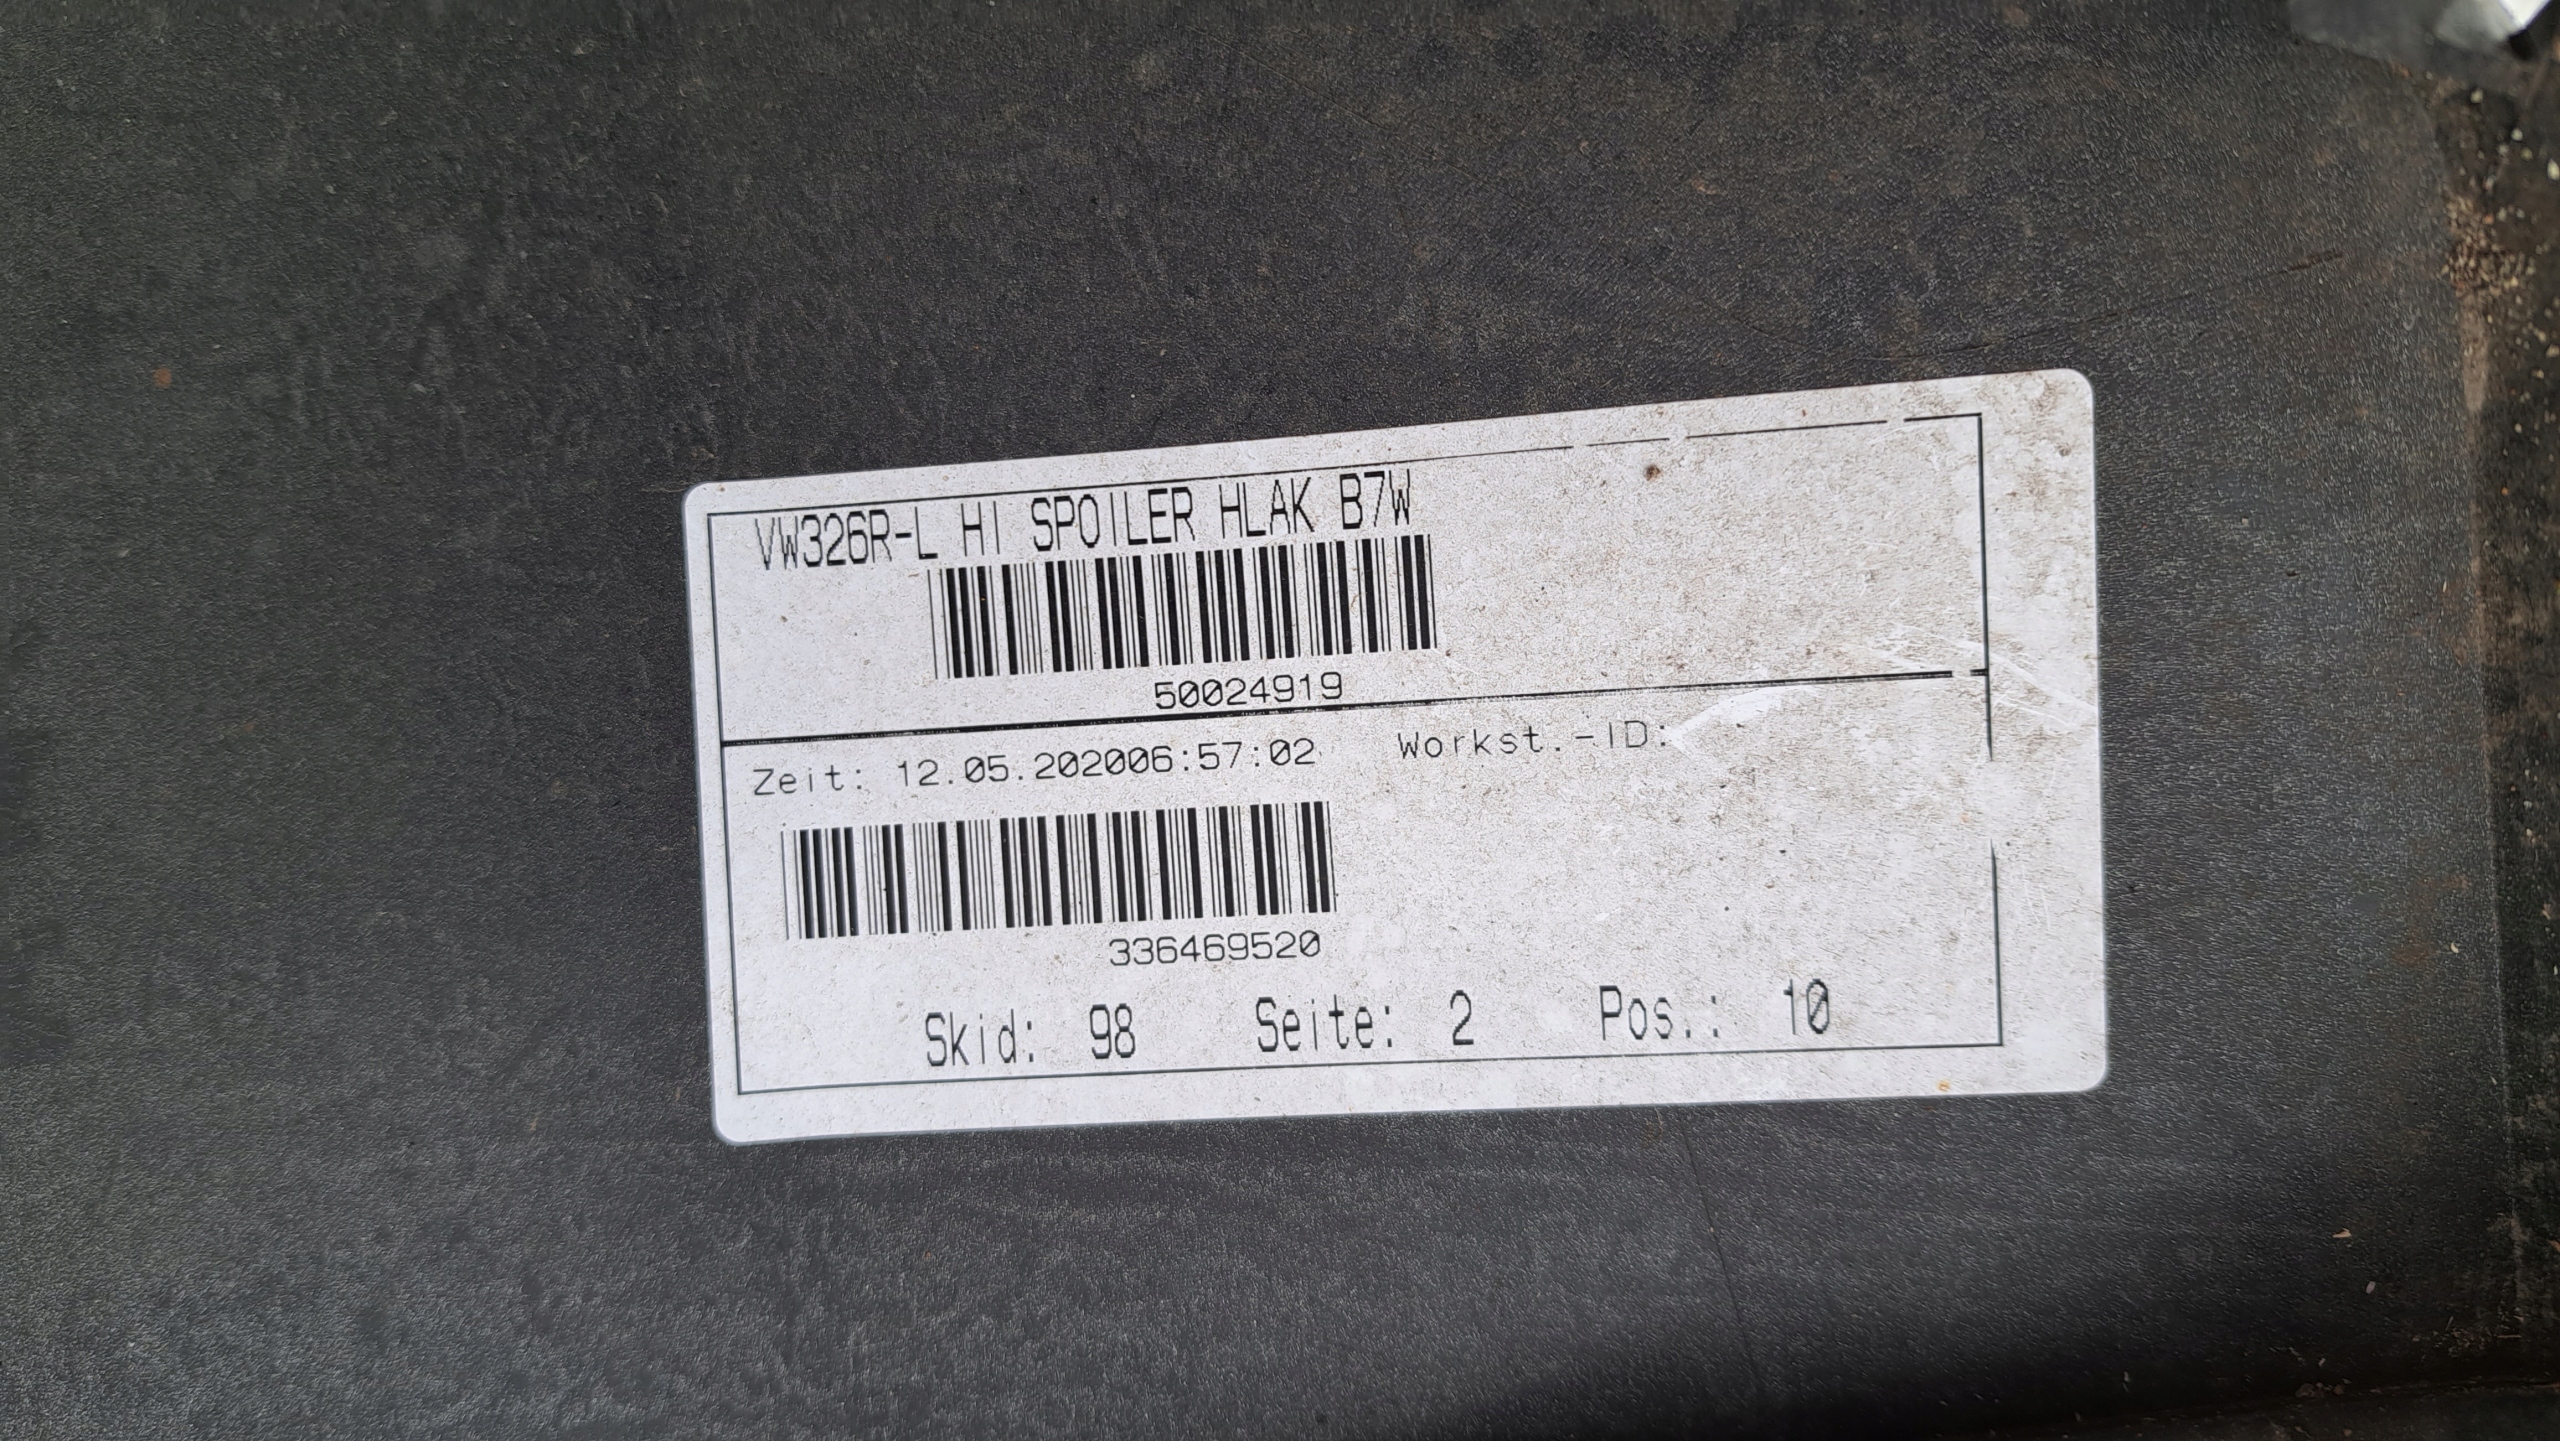 VW326R-L HI SPOILER HLAK B7W
50024919
Zeit: 12.05.202006:57:02 Workst.-ID:
336469520
Skid: 98 Seite: 2 Pos.: 10